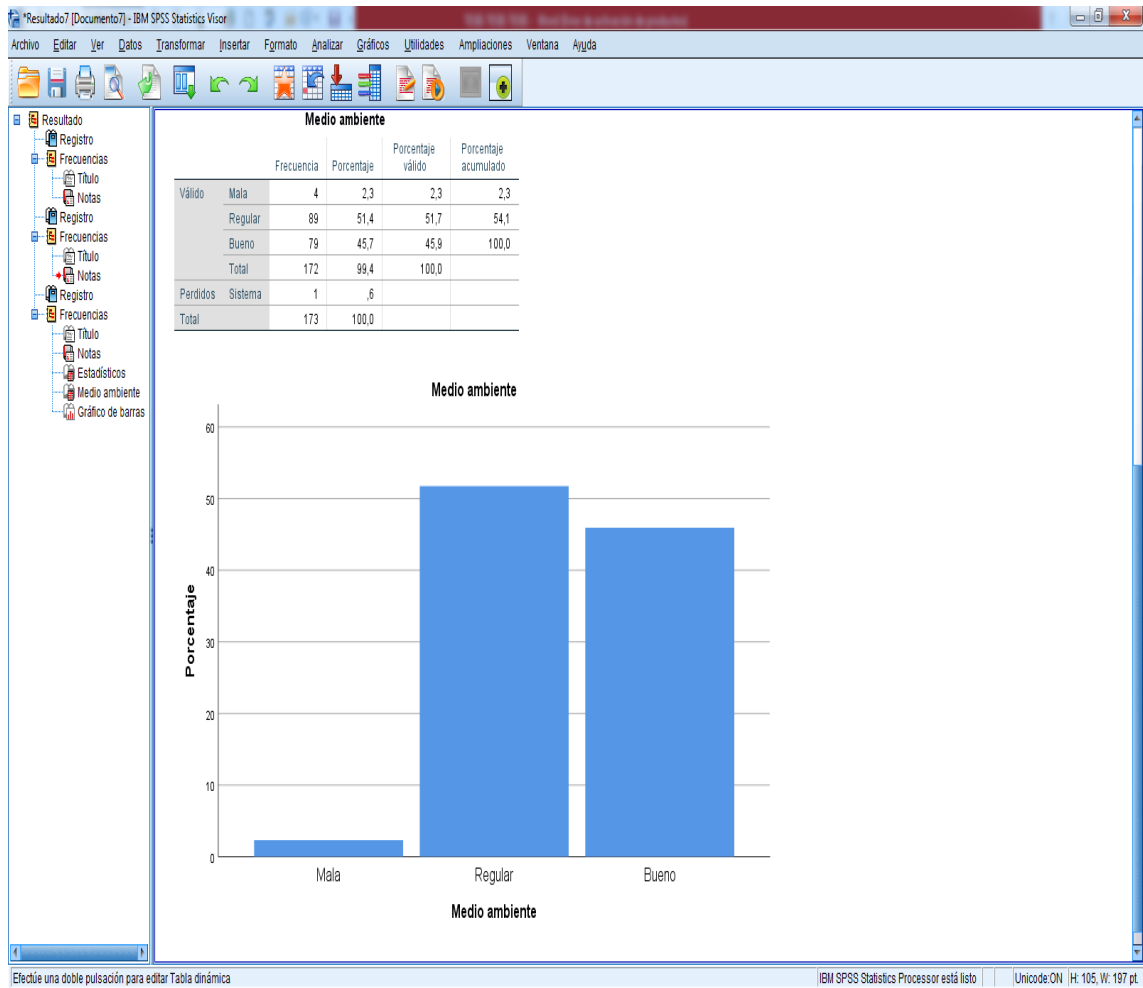 *Resultado7 [Documento7] - IBM SPSS Statistics Visor
Archivo Editar Ver Datos Transformar Insertar Formato Analizar Gráficos Utilidades Ampliaciones Ventana Ayuda
Resultado
Registro
Frecuencias
Título
Notas
Registro
Frecuencias
Título
Notas
Registro
Frecuencias
Título
Notas
Estadísticos
Medio ambiente
Gráfico de barras
Medio ambiente
Frecuencia Porcentaje Porcentaje válido Porcentaje acumulado
Válido Mala 4 2,3 2,3 2,3
Regular 89 51,4 51,7 54,1
Bueno 79 45,7 45,9 100,0
Total 172 99,4 100,0
Perdidos Sistema 1 ,6
Total 173 100,0
Medio ambiente
Porcentaje
60
50
40
30
20
10
0
Mala Regular Bueno
Medio ambiente
Efectúe una doble pulsación para editar Tabla dinámica
IBM SPSS Statistics Processor está listo Unicode:ON H: 105, W: 197 pt.